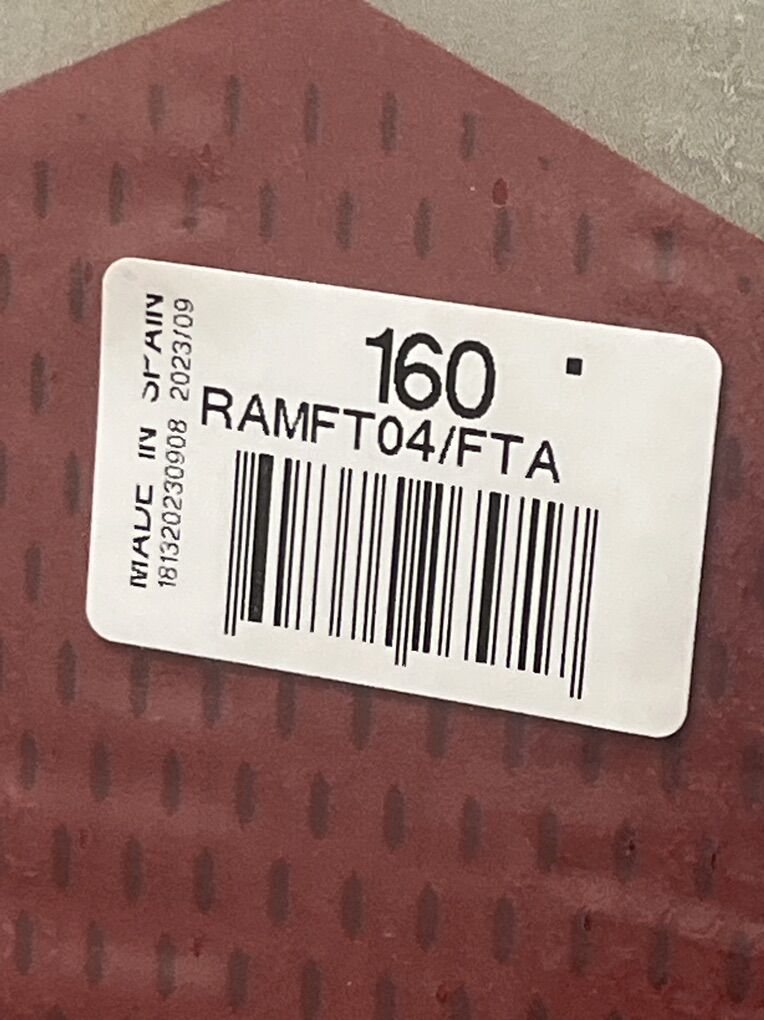 160
RAMFT04/FTA
MADE IN SPAIN
181320230908 2023/09